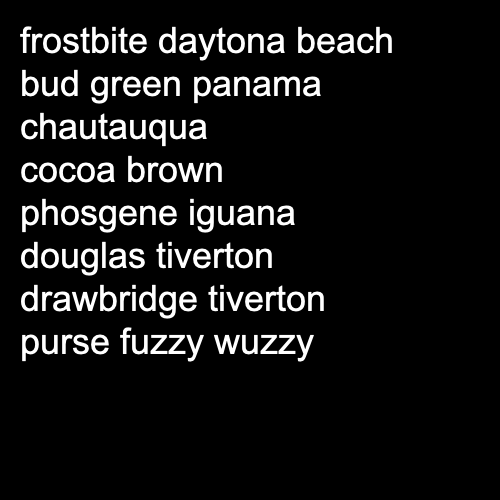 frostbite daytona beach
bud green panama
chautauqua
cocoa brown
phosgene iguana
douglas tiverton
drawbridge tiverton
purse fuzzy wuzzy